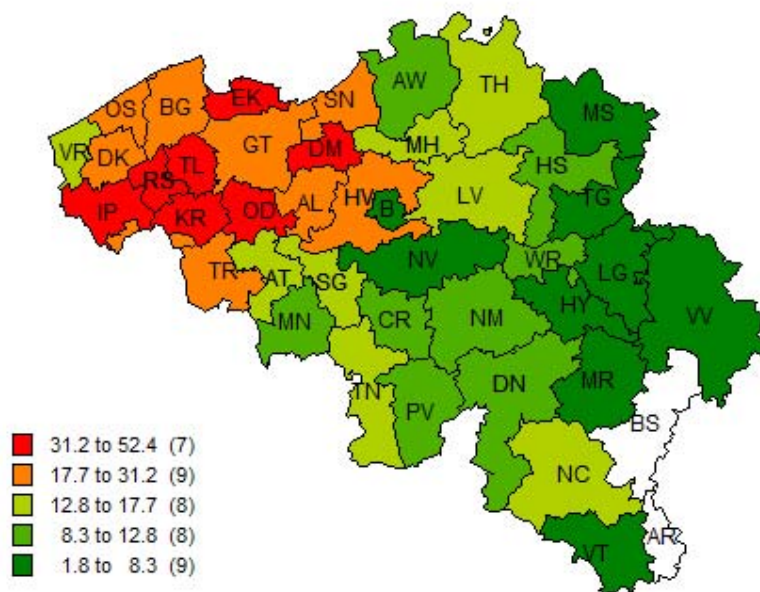 EK
SN
AW
TH
OS
BG
MS
VR
DK
GT
DM
MH
HS
RS
TL
IP
KR
OD
AL
HV
B
LV
TG
TR
AT
SG
NV
WR
LG
MN
CR
NM
HY
VV
TN
PV
DN
MR
BS
NC
VT
AR
31.2 to 52.4 (7)
17.7 to 31.2 (9)
12.8 to 17.7 (8)
8.3 to 12.8 (8)
1.8 to 8.3 (9)